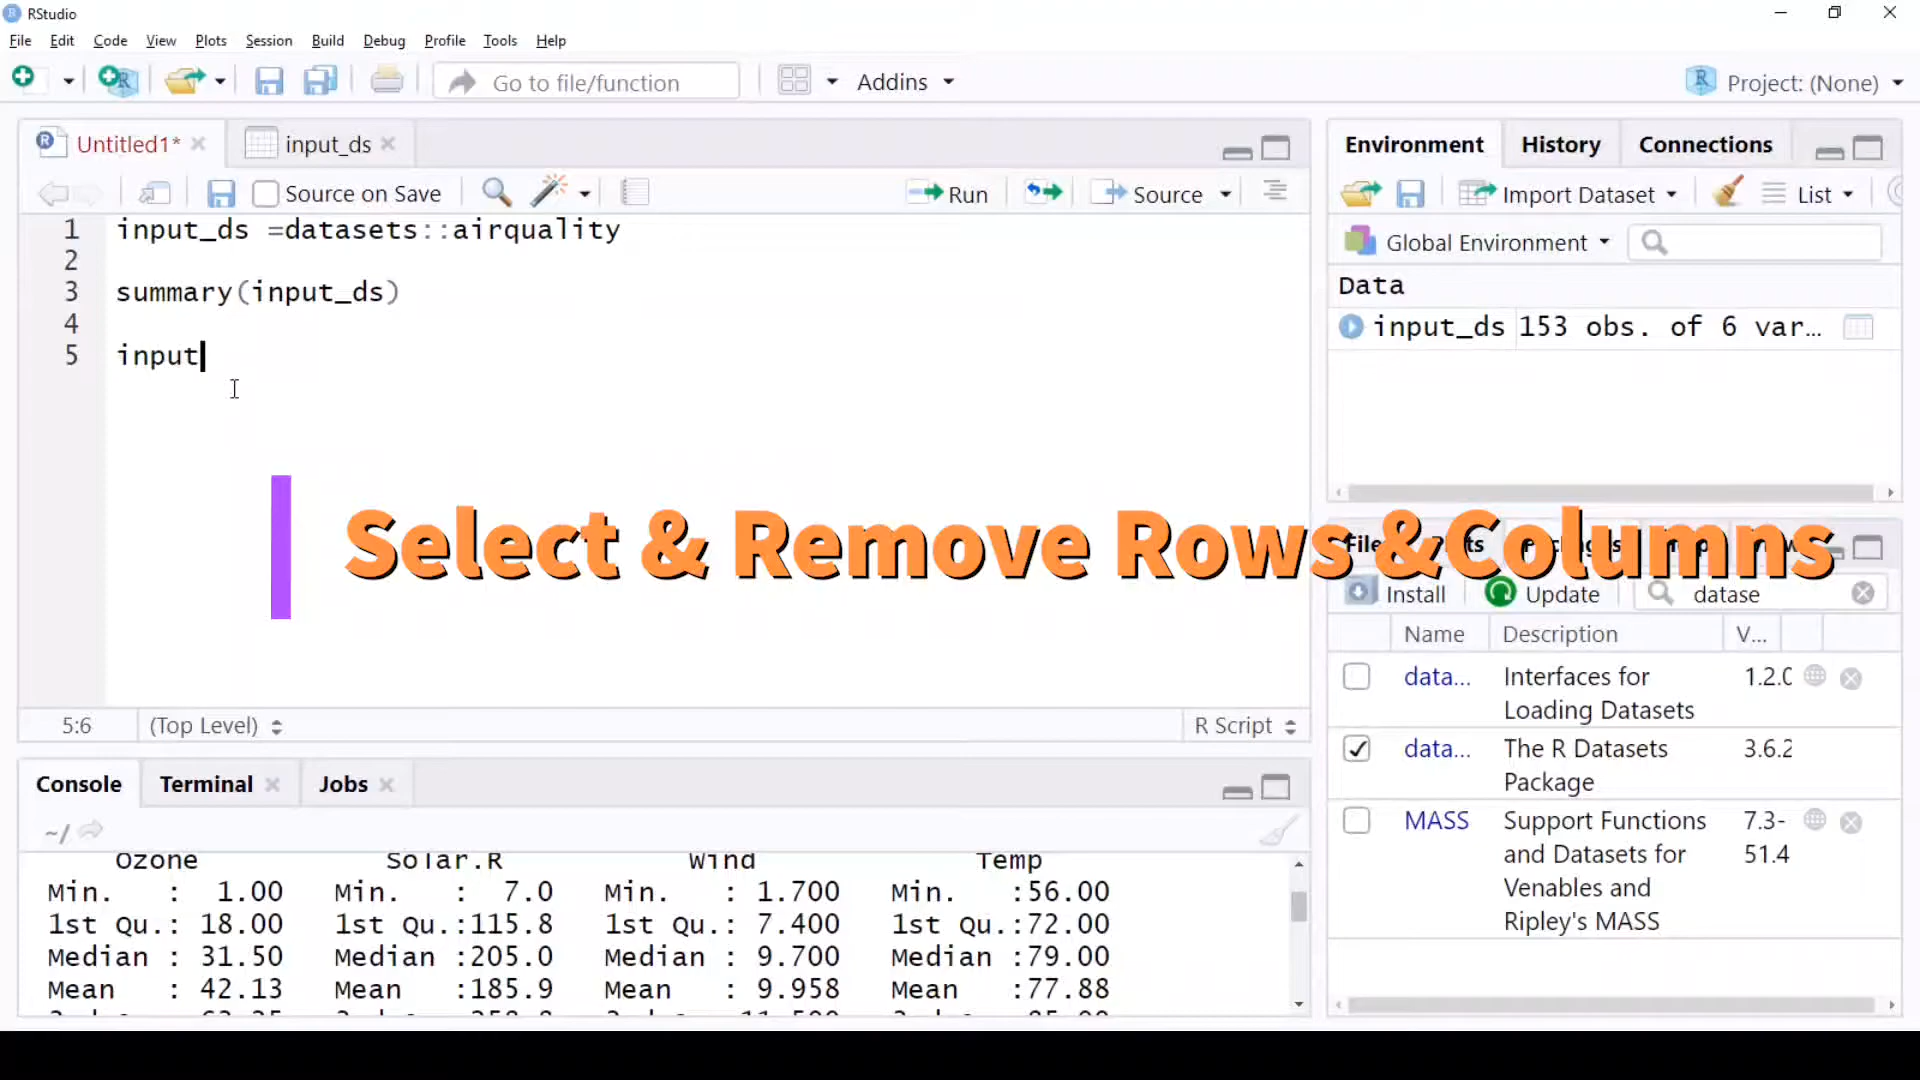 RStudio
File Edit Code View Plots Session Build Debug Profile Tools Help
Go to file/function Addins Project: (None)
Untitled1* input_ds
Source on Save Run Source
1 input_ds =datasets::airquality
2
3 summary(input_ds)
4
5 input
5:6 (Top Level) R Script
Select & Remove Rows &Columns
Console Terminal Jobs
~/
Ozone Solar.R Wind Temp
Min. : 1.00 Min. : 7.0 Min. : 1.700 Min. :56.00
1st Qu.: 18.00 1st Qu.:115.8 1st Qu.: 7.400 1st Qu.:72.00
Median : 31.50 Median :205.0 Median : 9.700 Median :79.00
Mean : 42.13 Mean :185.9 Mean : 9.958 Mean :77.88
Environment History Connections
Import Dataset List
Global Environment
Data
input_ds 153 obs. of 6 var…
Install Update datase
Name Description V...
data... Interfaces for 1.2.0
Loading Datasets
data... The R Datasets 3.6.2
Package
MASS Support Functions 7.3-
and Datasets for 51.4
Venables and
Ripley's MASS